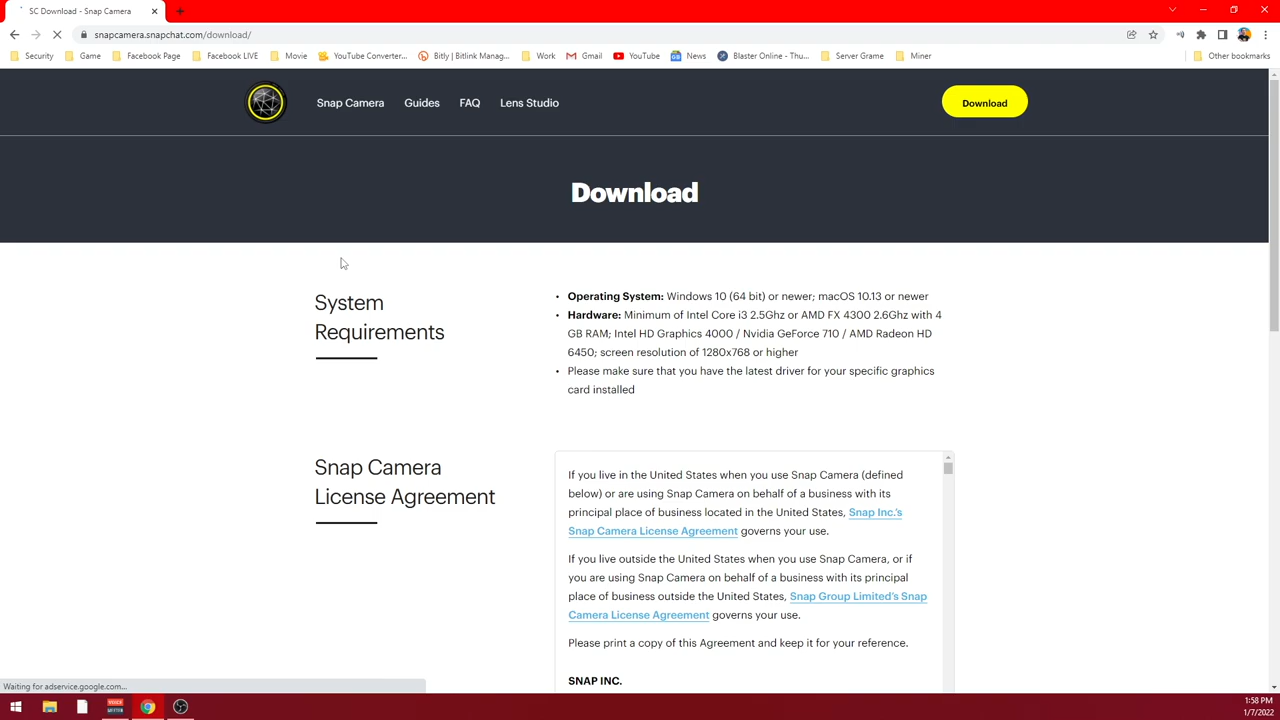 SC Download - Snap Camera
snapcamera.snapchat.com/download/
Security Game Facebook Page Facebook LIVE Movie YouTube Converter... Bitly | Bitlink Manag... Work Gmail YouTube News Blaster Online - Thu... Server Grame Miner Other bookmarks
Snap Camera Guides FAQ Lens Studio Download
Download
System
Requirements
• Operating System: Windows 10 (64 bit) or newer; macOS 10.13 or newer
• Hardware: Minimum of Intel Core i3 2.5Ghz or AMD FX 4300 2.6Ghz with 4
GB RAM; Intel HD Graphics 4000 / Nvidia GeForce 710 / AMD Radeon HD
6450; screen resolution of 1280x768 or higher
• Please make sure that you have the latest driver for your specific graphics
card installed
Snap Camera
License Agreement
If you live in the United States when you use Snap Camera (defined
below) or are using Snap Camera on behalf of a business with its
principal place of business located in the United States, Snap Inc.'s
Snap Camera License Agreement governs your use.
If you live outside the United States when you use Snap Camera, or if
you are using Snap Camera on behalf of a business with its principal
place of business outside the United States, Snap Group Limited's Snap
Camera License Agreement governs your use.
Please print a copy of this Agreement and keep it for your reference.
SNAP INC.
Waiting for adservice.google.com...
1:58 PM
1/7/2022